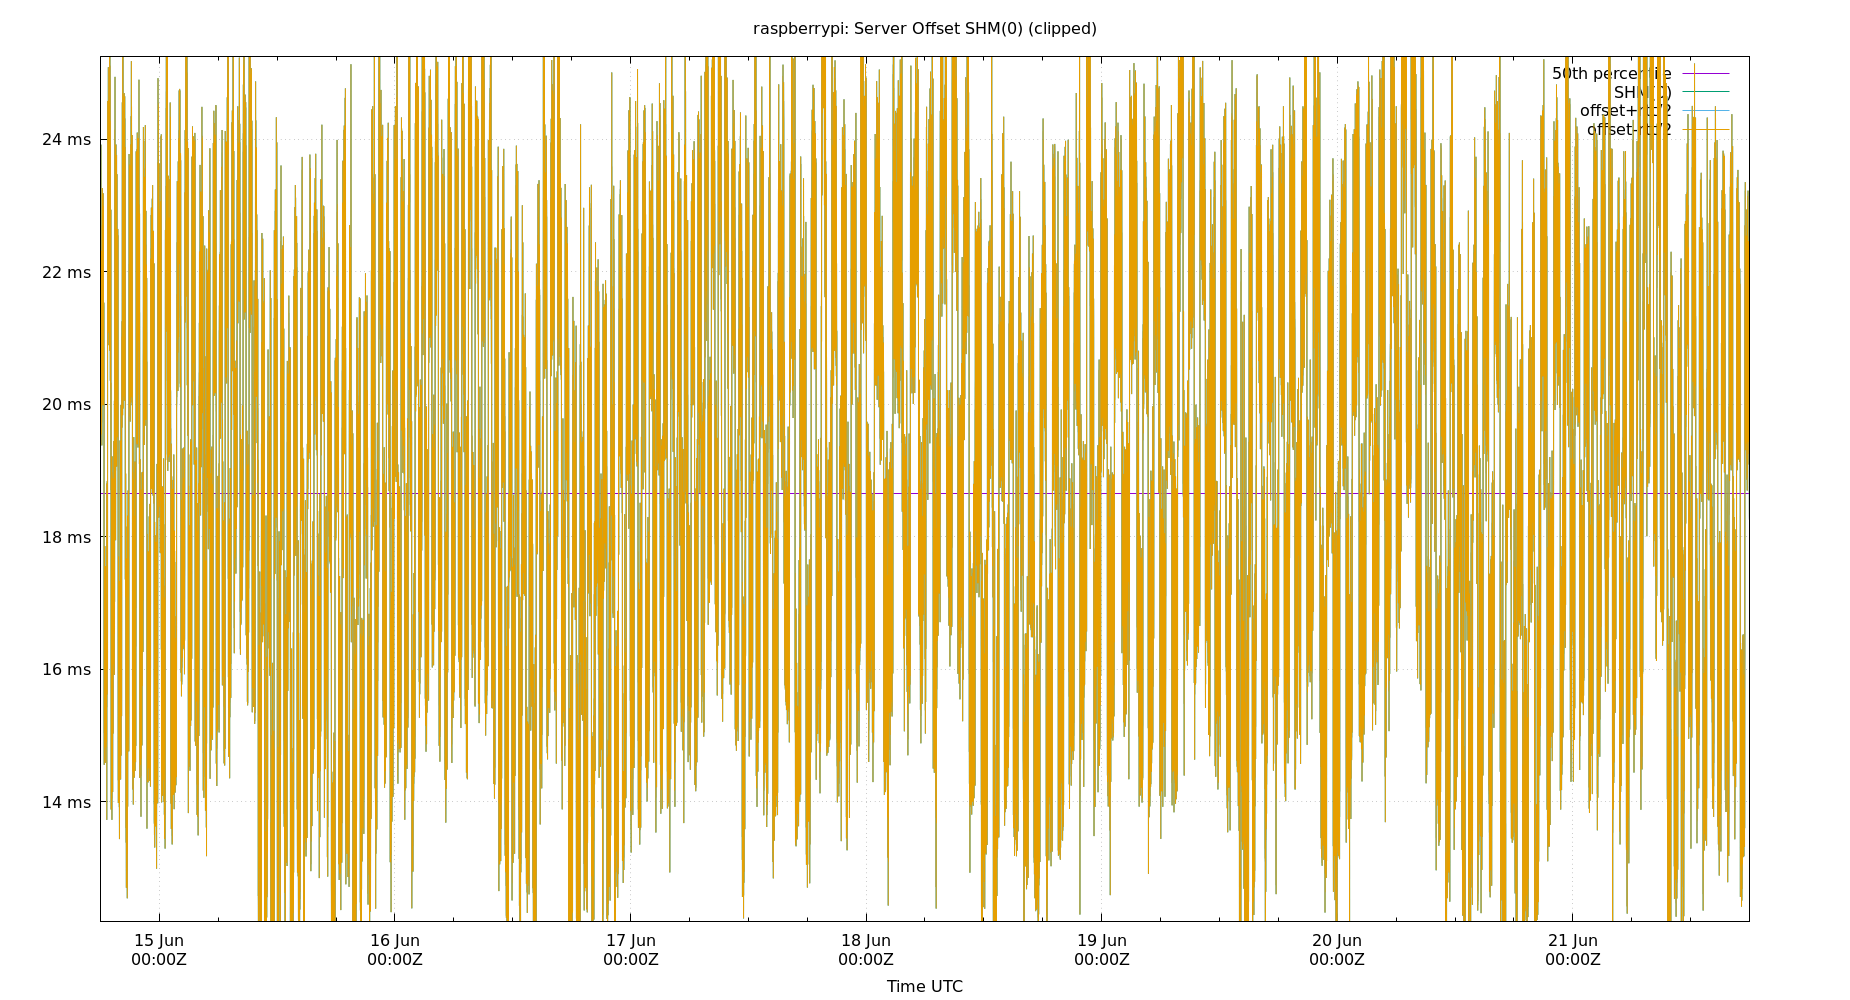 raspberrypi: Server Offset SHM(0) (clipped)
50th percentile
SHM(0)
offset+rtt/2
offset-rtt/2
24 ms
22 ms
20 ms
18 ms
16 ms
14 ms
15 Jun 16 Jun 17 Jun 18 Jun 19 Jun 20 Jun 21 Jun
00:00Z 00:00Z 00:00Z 00:00Z 00:00Z 00:00Z 00:00Z
Time UTC